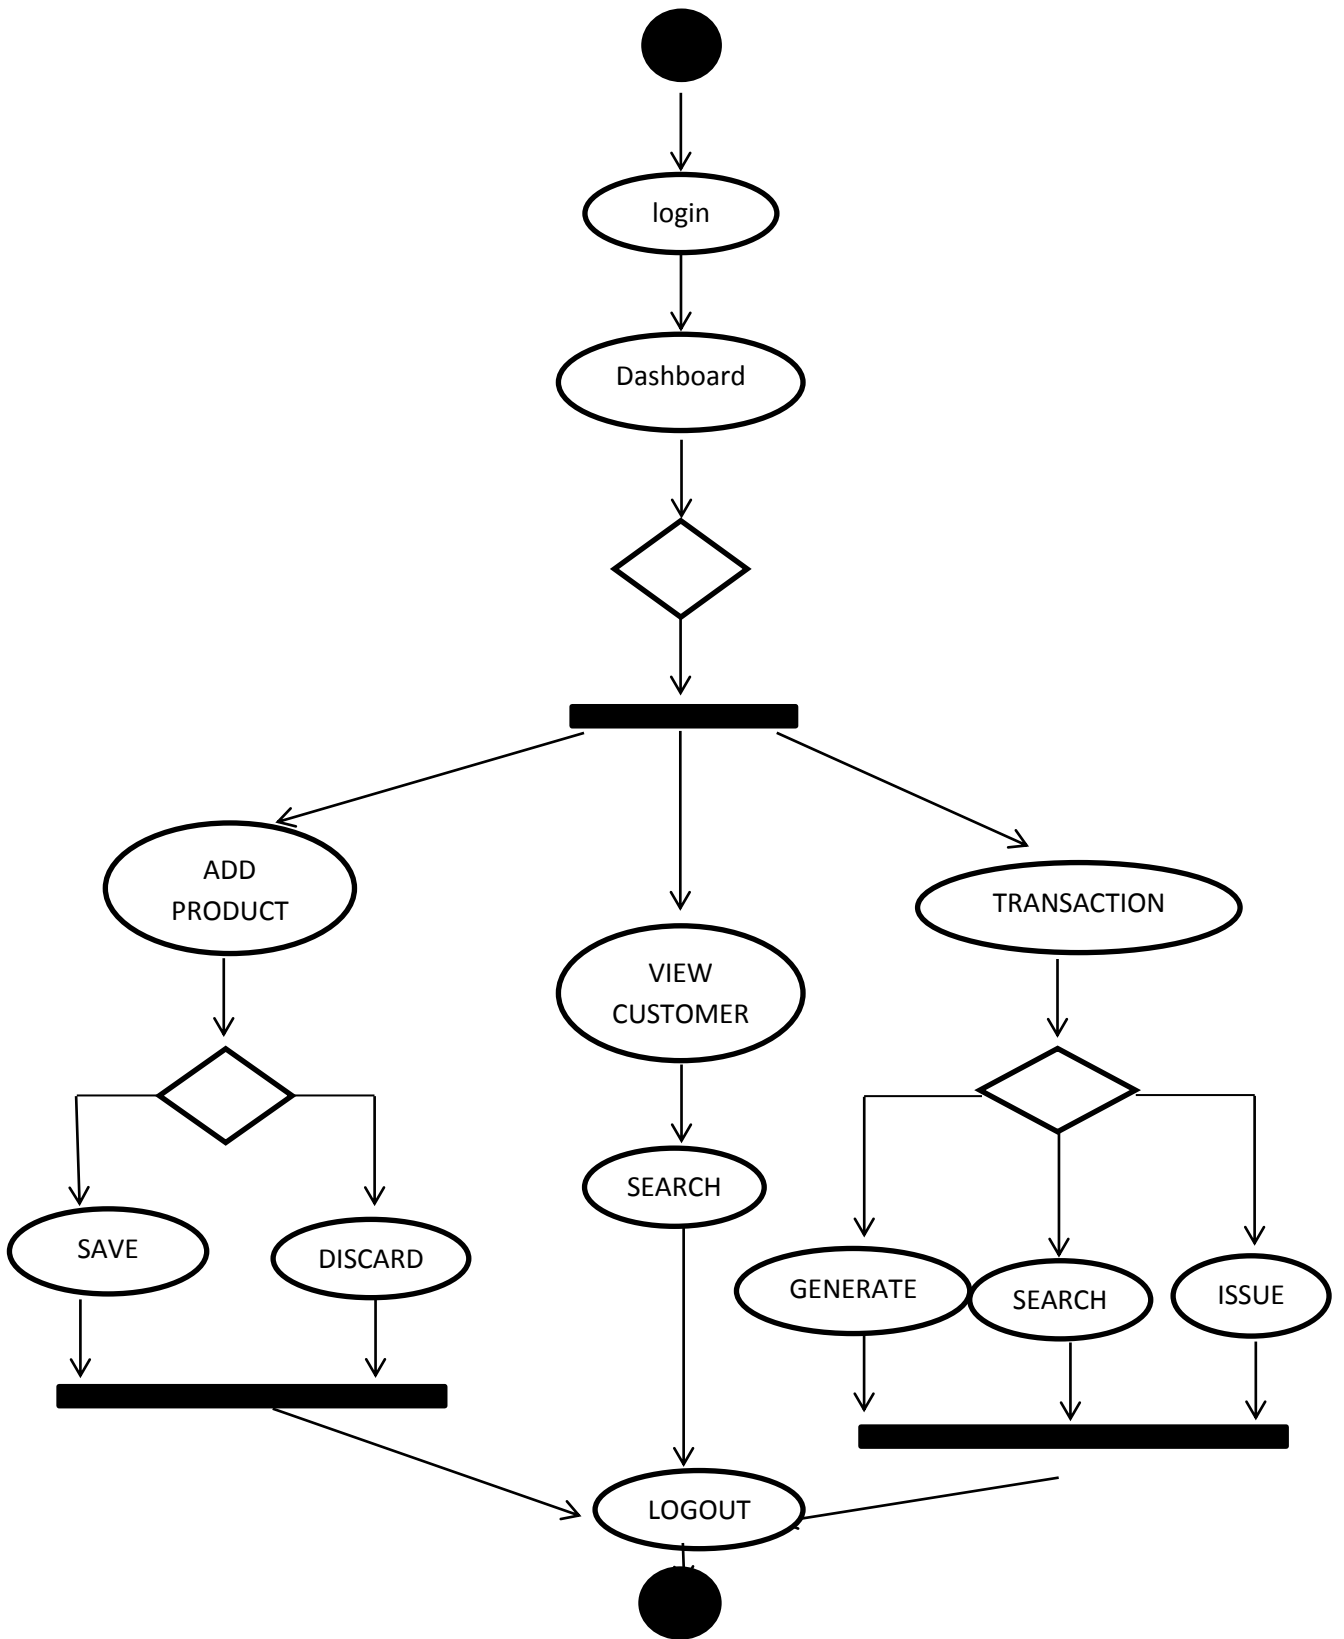 login
Dashboard
ADD
PRODUCT
VIEW
CUSTOMER
TRANSACTION
SEARCH
SAVE
DISCARD
GENERATE
SEARCH
ISSUE
LOGOUT